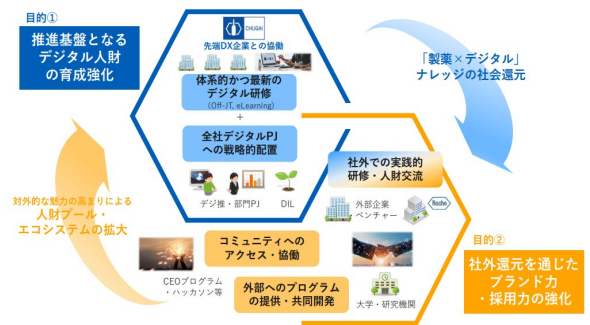 目的①
推進基盤となる
デジタル人財
の育成強化
CHUGAI
先端DX企業との協働
体系的かつ最新の
デジタル研修
(Off-JT, eLearning)
+
全社デジタルPJ
への戦略的配置
デジ推・部門PJ
DIL
「製薬×デジタル」
ナレッジの社会還元
社外での実践的
研修・人財交流
外部企業
ベンチャー
Roche
対外的な魅力の高まりによる
人財プール・
エコシステムの拡大
コミュニティへの
アクセス・協働
CEOプログラム
・ハッカソン等
外部へのプログラム
の提供・共同開発
大学・研究機関
目的②
社外還元を通じた
ブランド力
・採用力の強化